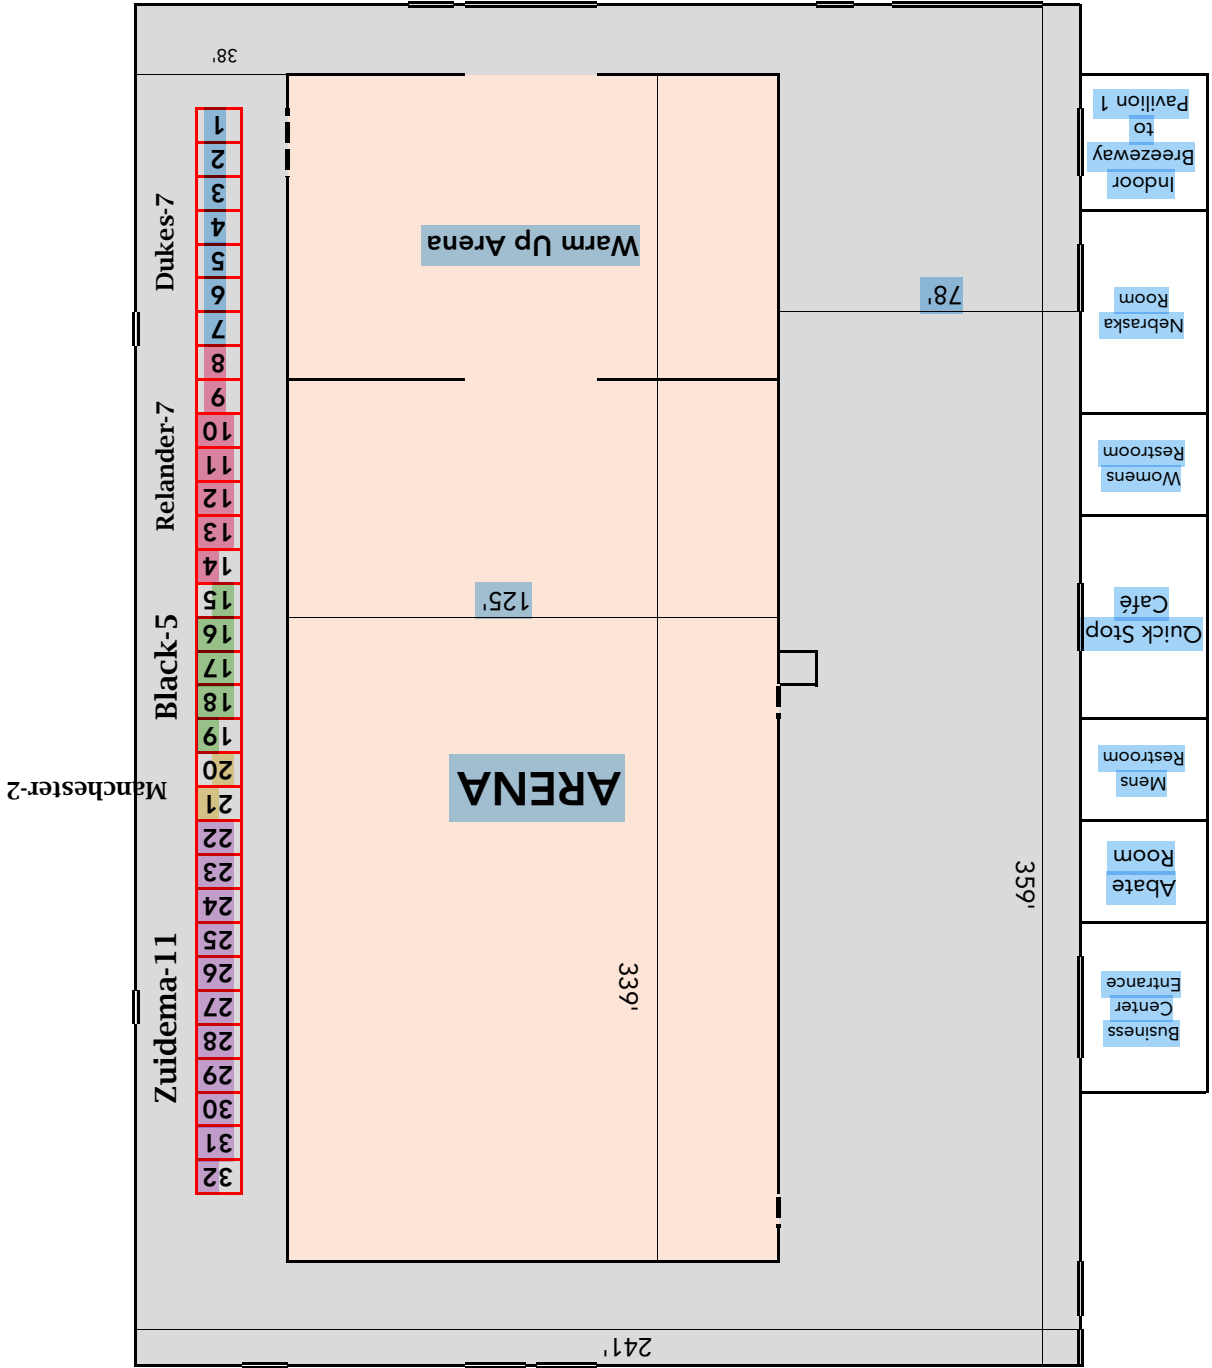 38'
1
2
3
4
5
6
7
8
9
10
11
12
13
14
15
16
17
18
19
20
21
22
23
24
25
26
27
28
29
30
31
32
Dukes-7
Relander-7
Black-5
Manchester-2
Zuidema-11
Warm Up Arena
78'
125'
ARENA
339'
359'
241'
Indoor
Breezeway
to
Pavilion 1
Nebraska
Room
Womens
Restroom
Quick Stop
Café
Mens
Restroom
Abate
Room
Business
Center
Entrance